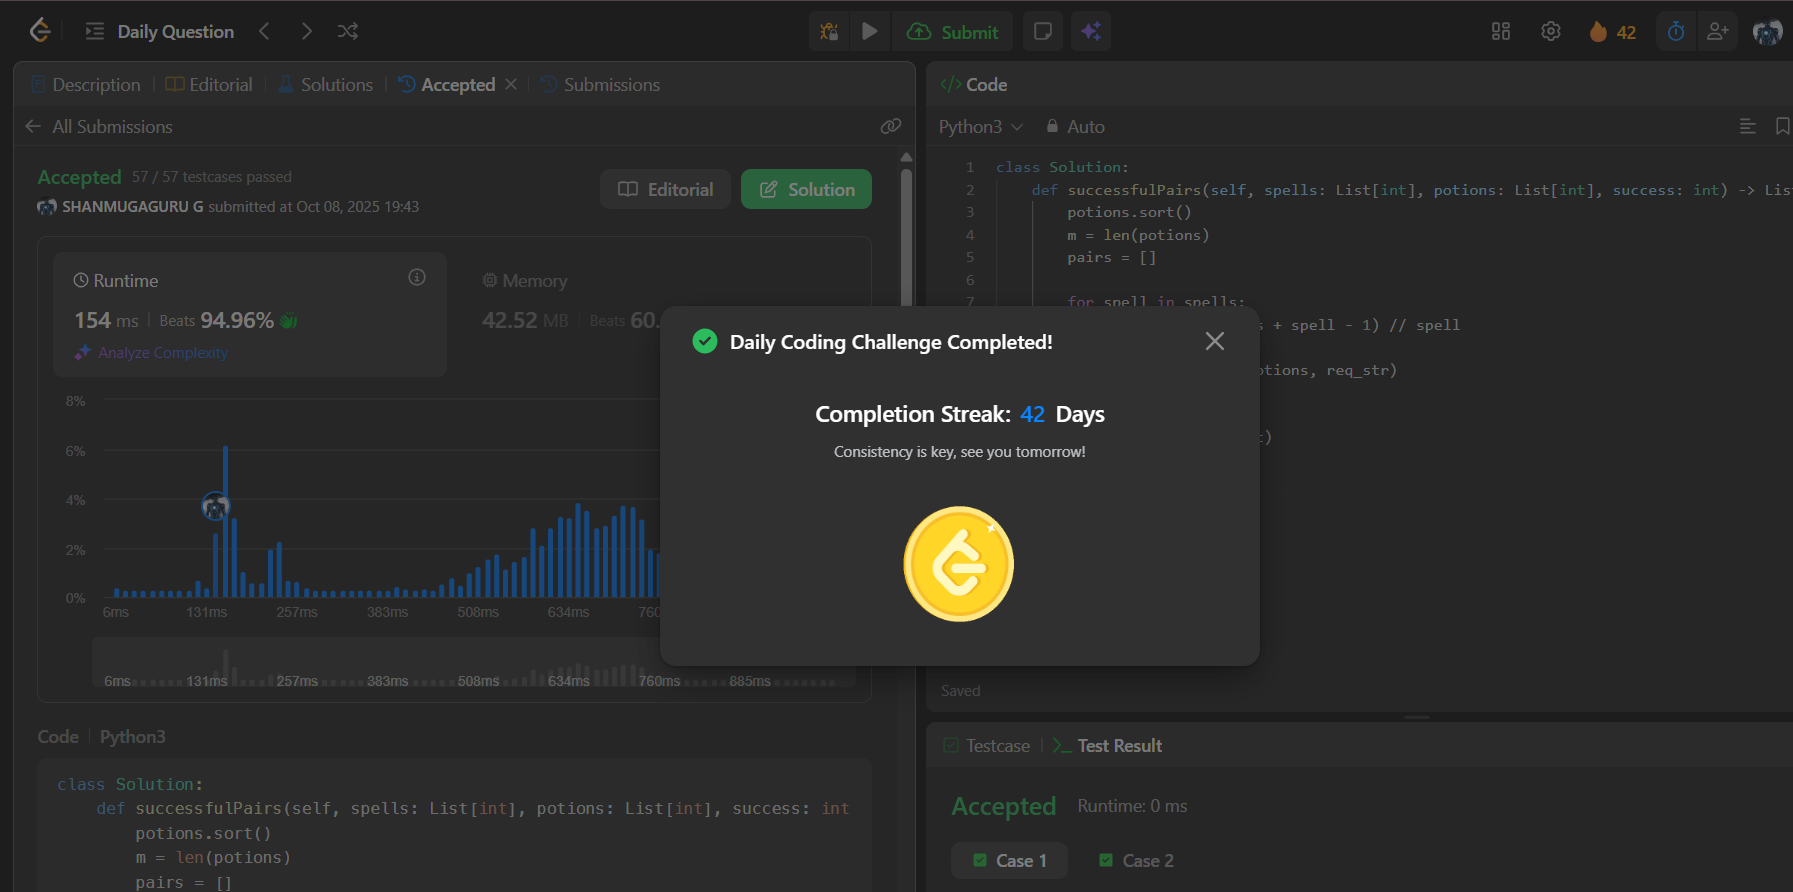 Daily Question
Submit
42
Description
Editorial
Solutions
Accepted
Submissions
All Submissions
Accepted 57 / 57 testcases passed
SHANMUGAGURU G submitted at Oct 08, 2025 19:43
Editorial
Solution
Runtime
154 ms
Beats 94.96%
Analyze Complexity
Memory
42.52 MB
Beats 60.
8%
6%
4%
2%
0%
6ms 131ms 257ms 383ms 508ms 634ms 760
6ms 131ms 257ms 383ms 508ms 634ms 760ms 885ms
Code
Python3
class Solution:
def successfulPairs(self, spells: List[int], potions: List[int], success: int
potions.sort()
m = len(potions)
pairs = []
</> Code
Python3
Auto
1 class Solution:
2 def successfulPairs(self, spells: List[int], potions: List[int], success: int) -> Lis
3 potions.sort()
4 m = len(potions)
5 pairs = []
6
7 for spell in spells:
s + spell - 1) // spell
otions, req_str)
t)
Saved
Testcase
Test Result
Accepted Runtime: 0 ms
Case 1
Case 2
Daily Coding Challenge Completed!
Completion Streak: 42 Days
Consistency is key, see you tomorrow!